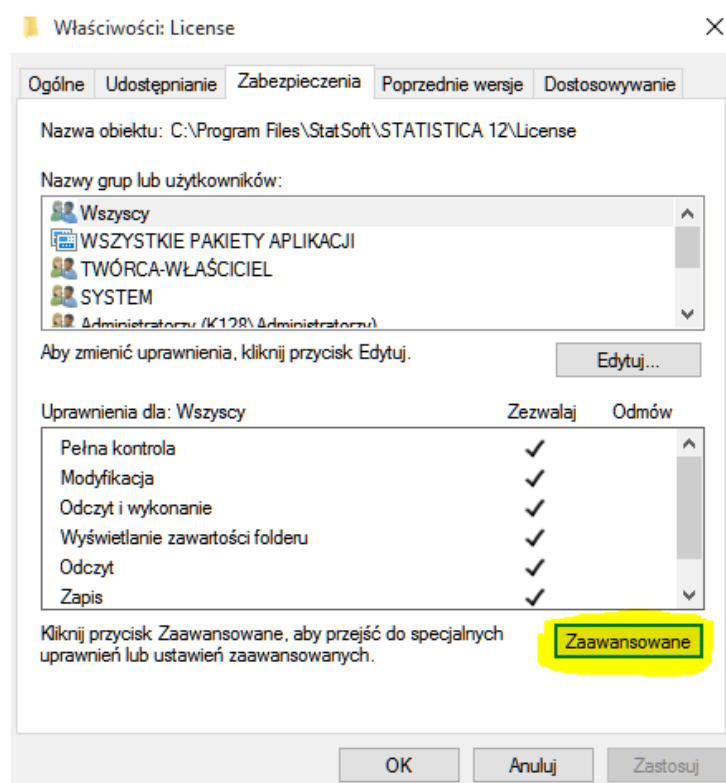 Właściwości: License
Ogólne Udostępnianie Zabezpieczenia Poprzednie wersje Dostosowywanie
Nazwa obiektu: C:\Program Files\StatSoft\STATISTICA 12\License
Nazwy grup lub użytkowników:
Wszyscy
WSZYSTKIE PAKIETY APLIKACJI
TWÓRCA-WŁAŚCICIEL
SYSTEM
Administratorzy (K128\Administratorzy)
Aby zmienić uprawnienia, kliknij przycisk Edytuj.
Edytuj...
Uprawnienia dla: Wszyscy Zezwalaj Odmów
Pełna kontrola
Modyfikacja
Odczyt i wykonanie
Wyświetlanie zawartości folderu
Odczyt
Zapis
Kliknij przycisk Zaawansowane, aby przejść do specjalnych
uprawnień lub ustawień zaawansowanych.
Zaawansowane
OK Anuluj Zastosuj